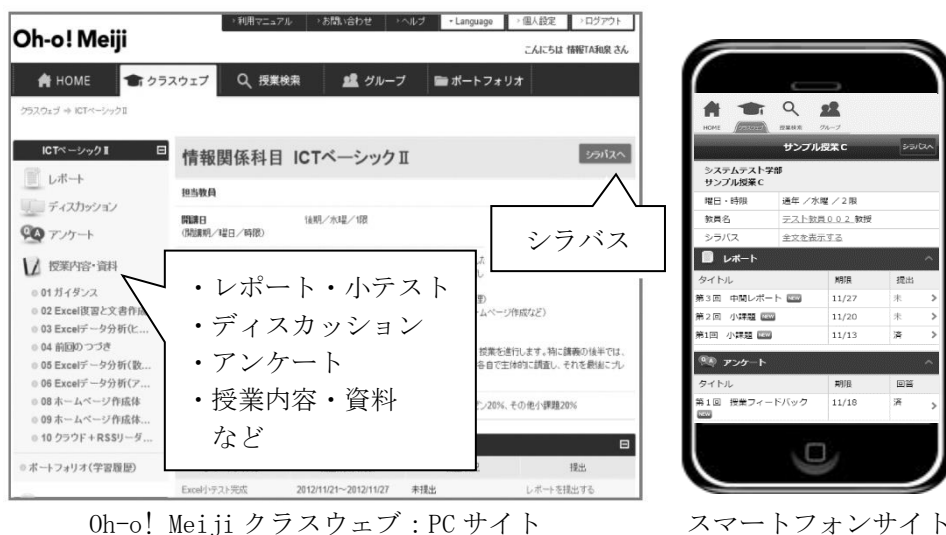 利用マニュアル お問い合わせ ヘルプ Language 個人設定 ログアウト
Oh-o! Meiji
こんにちは 情報TA和泉 さん
HOME クラスウェブ 授業検索 グループ ポートフォリオ
クラスウェブ ⇒ ICTベーシックⅡ
ICTベーシックⅡ
レポート
ディスカッション
アンケート
授業内容・資料
01 ガイダンス
02 Excel復習と文書作成
03 Excelデータ分析(ヒ...
04 前回のつづき
05 Excelデータ分析(散...
06 Excelデータ分析(ア...
08 ホームページ作成体
09 ホームページ作成体...
10 クラウド+RSSリーダ...
ポートフォリオ(学習履歴)
情報関係科目 ICTベーシックⅡ
シラバスへ
担当教員
開講日 後期/水曜/1限
(開講期/曜日/時限)
シラバス
ームページ作成など)
授業を進行します。特に講義の後半では、
各自で主体的に調査し、それを最後にプレ
ン20%、その他小課題20%
・レポート・小テスト
・ディスカッション
・アンケート
・授業内容・資料
など
提出
Excel小テスト完成 2012/11/21~2012/11/27 未提出 レポートを提出する
Oh-o! Meiji クラスウェブ:PC サイト
HOME クラスウェブ 授業検索 グループ
サンプル授業C シラバスへ
システムテスト学部
サンプル授業C
曜日・時限 通年 /水曜 /2限
教員名 テスト教員002 教授
シラバス 全文を表示する
レポート
タイトル 期限 提出
第3回 中間レポート NEW 11/27 未
第2回 小課題 NEW 11/20 未
第1回 小課題 NEW 11/13 済
アンケート
タイトル 期限 回答
第1回 授業フィードバック 11/18 済
NEW
スマートフォンサイト